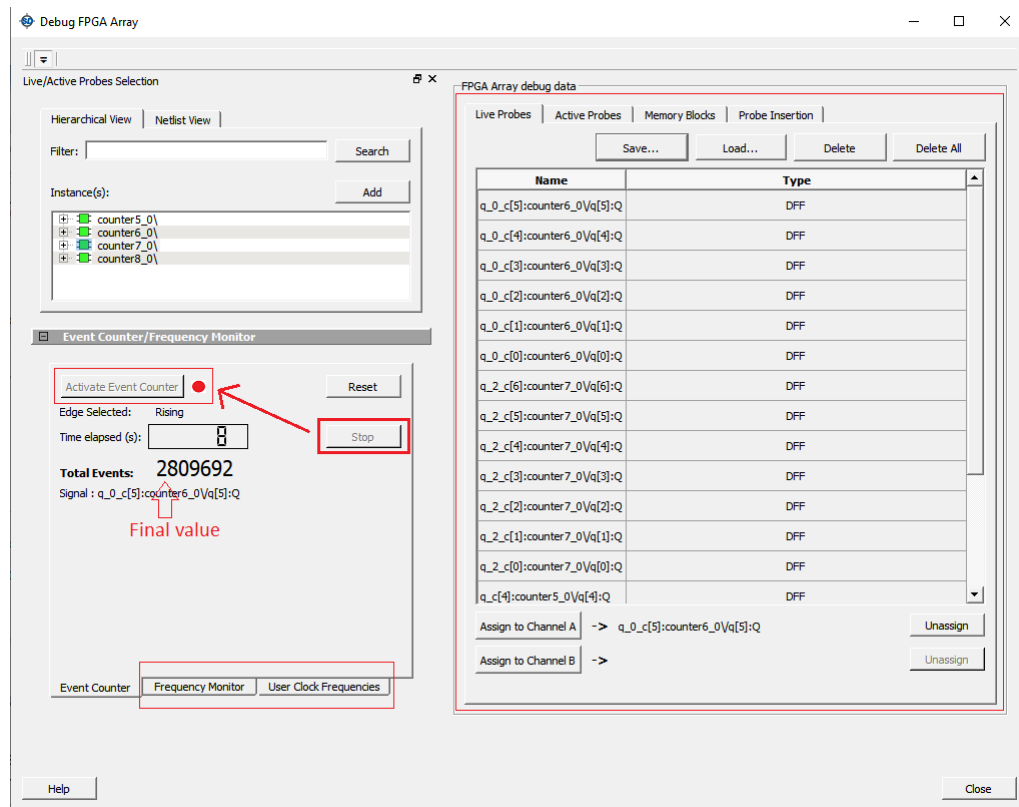 Debug FPGA Array
Live/Active Probes Selection
Hierarchical View
Netlist View
Filter:
Search
Instance(s):
Add
counter5_0\
counter6_0\
counter7_0\
counter8_0\
Event Counter/Frequency Monitor
Activate Event Counter
Reset
Edge Selected: Rising
Time elapsed (s): 8
Stop
Total Events: 2809692
Signal : q_0_c[5]:counter6_0\/q[5]:Q
Final value
Event Counter
Frequency Monitor
User Clock Frequencies
FPGA Array debug data
Live Probes
Active Probes
Memory Blocks
Probe Insertion
Save...
Load...
Delete
Delete All
Name Type
q_0_c[5]:counter6_0\/q[5]:Q DFF
q_0_c[4]:counter6_0\/q[4]:Q DFF
q_0_c[3]:counter6_0\/q[3]:Q DFF
q_0_c[2]:counter6_0\/q[2]:Q DFF
q_0_c[1]:counter6_0\/q[1]:Q DFF
q_0_c[0]:counter6_0\/q[0]:Q DFF
q_2_c[6]:counter7_0\/q[6]:Q DFF
q_2_c[5]:counter7_0\/q[5]:Q DFF
q_2_c[4]:counter7_0\/q[4]:Q DFF
q_2_c[3]:counter7_0\/q[3]:Q DFF
q_2_c[2]:counter7_0\/q[2]:Q DFF
q_2_c[1]:counter7_0\/q[1]:Q DFF
q_2_c[0]:counter7_0\/q[0]:Q DFF
q_c[4]:counter5_0\/q[4]:Q DFF
Assign to Channel A -> q_0_c[5]:counter6_0\/q[5]:Q Unassign
Assign to Channel B -> Unassign
Help
Close